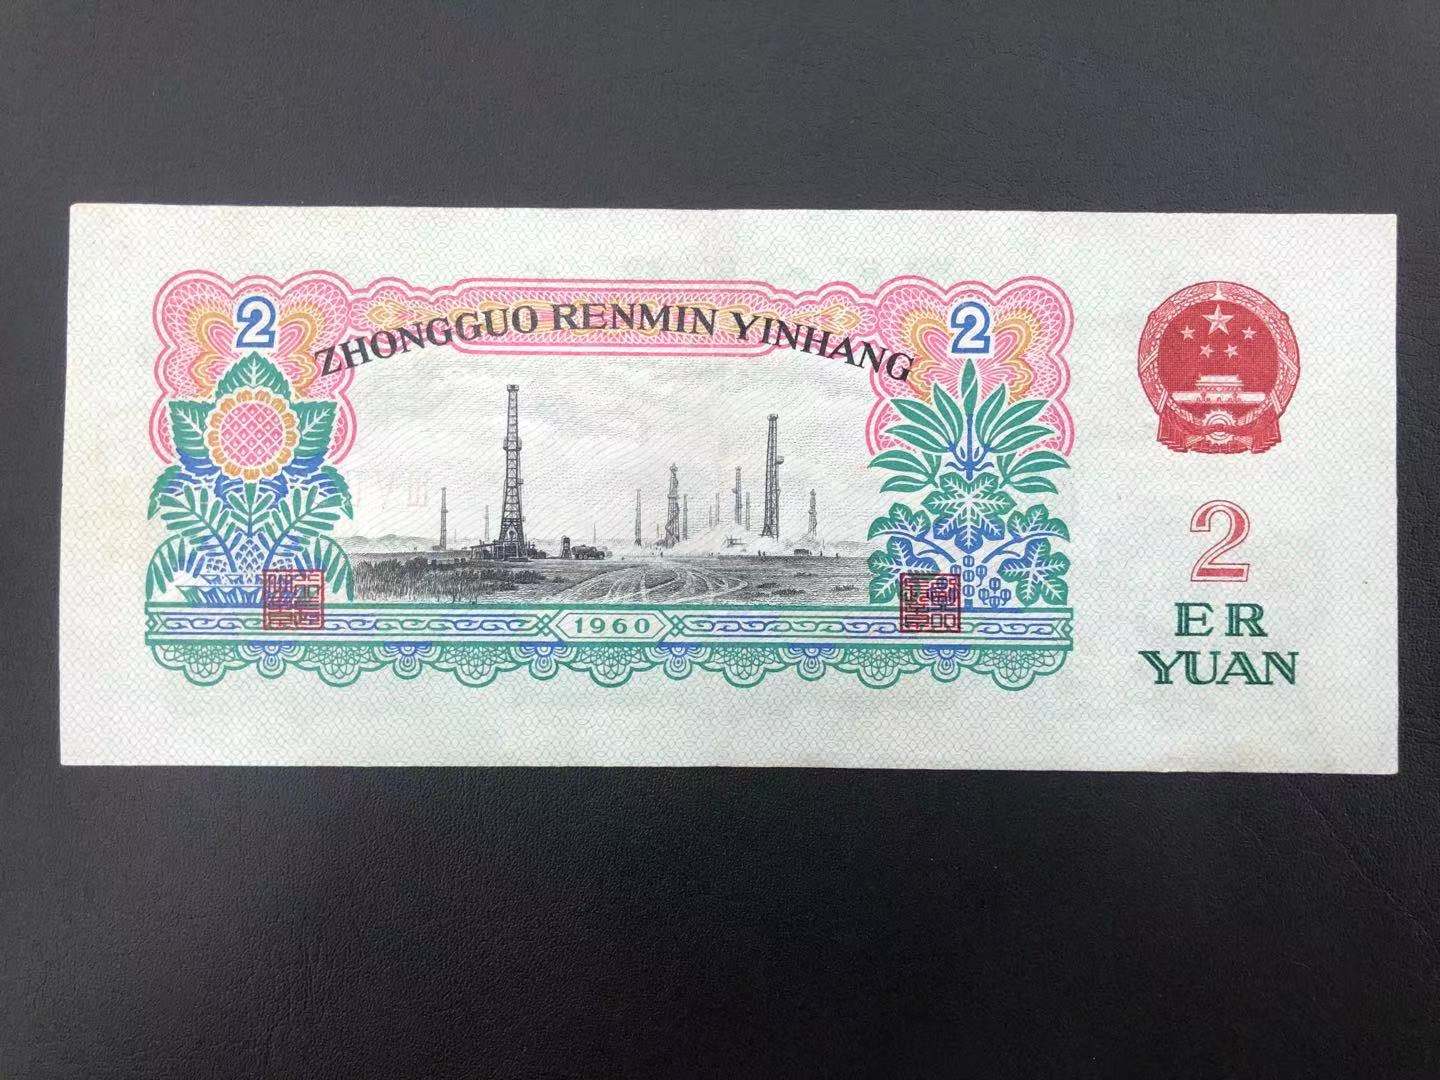 2
2
ZHONGGUO RENMIN YINHANG
1960
2
ER
YUAN